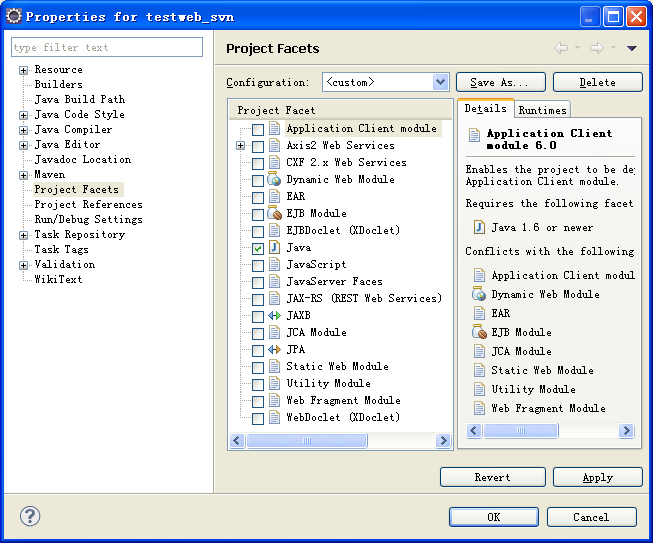 Properties for testweb_svn
type filter text
Resource
Builders
Java Build Path
Java Code Style
Java Compiler
Java Editor
Javadoc Location
Maven
Project Facets
Project References
Run/Debug Settings
Task Repository
Task Tags
Validation
WikiText
Project Facets
Configuration: <custom> Save As... Delete
Project Facet
Application Client module
Axis2 Web Services
CXF 2.x Web Services
Dynamic Web Module
EAR
EJB Module
EJBDoclet (XDoclet)
Java
JavaScript
JavaServer Faces
JAX-RS (REST Web Services)
JAXB
JCA Module
JPA
Static Web Module
Utility Module
Web Fragment Module
WebDoclet (XDoclet)
Details Runtimes
Application Client
module 6.0
Enables the project to be de
Application Client module.
Requires the following facet
Java 1.6 or newer
Conflicts with the following
Application Client modul
Dynamic Web Module
EAR
EJB Module
JCA Module
Static Web Module
Utility Module
Web Fragment Module
Revert Apply
? OK Cancel